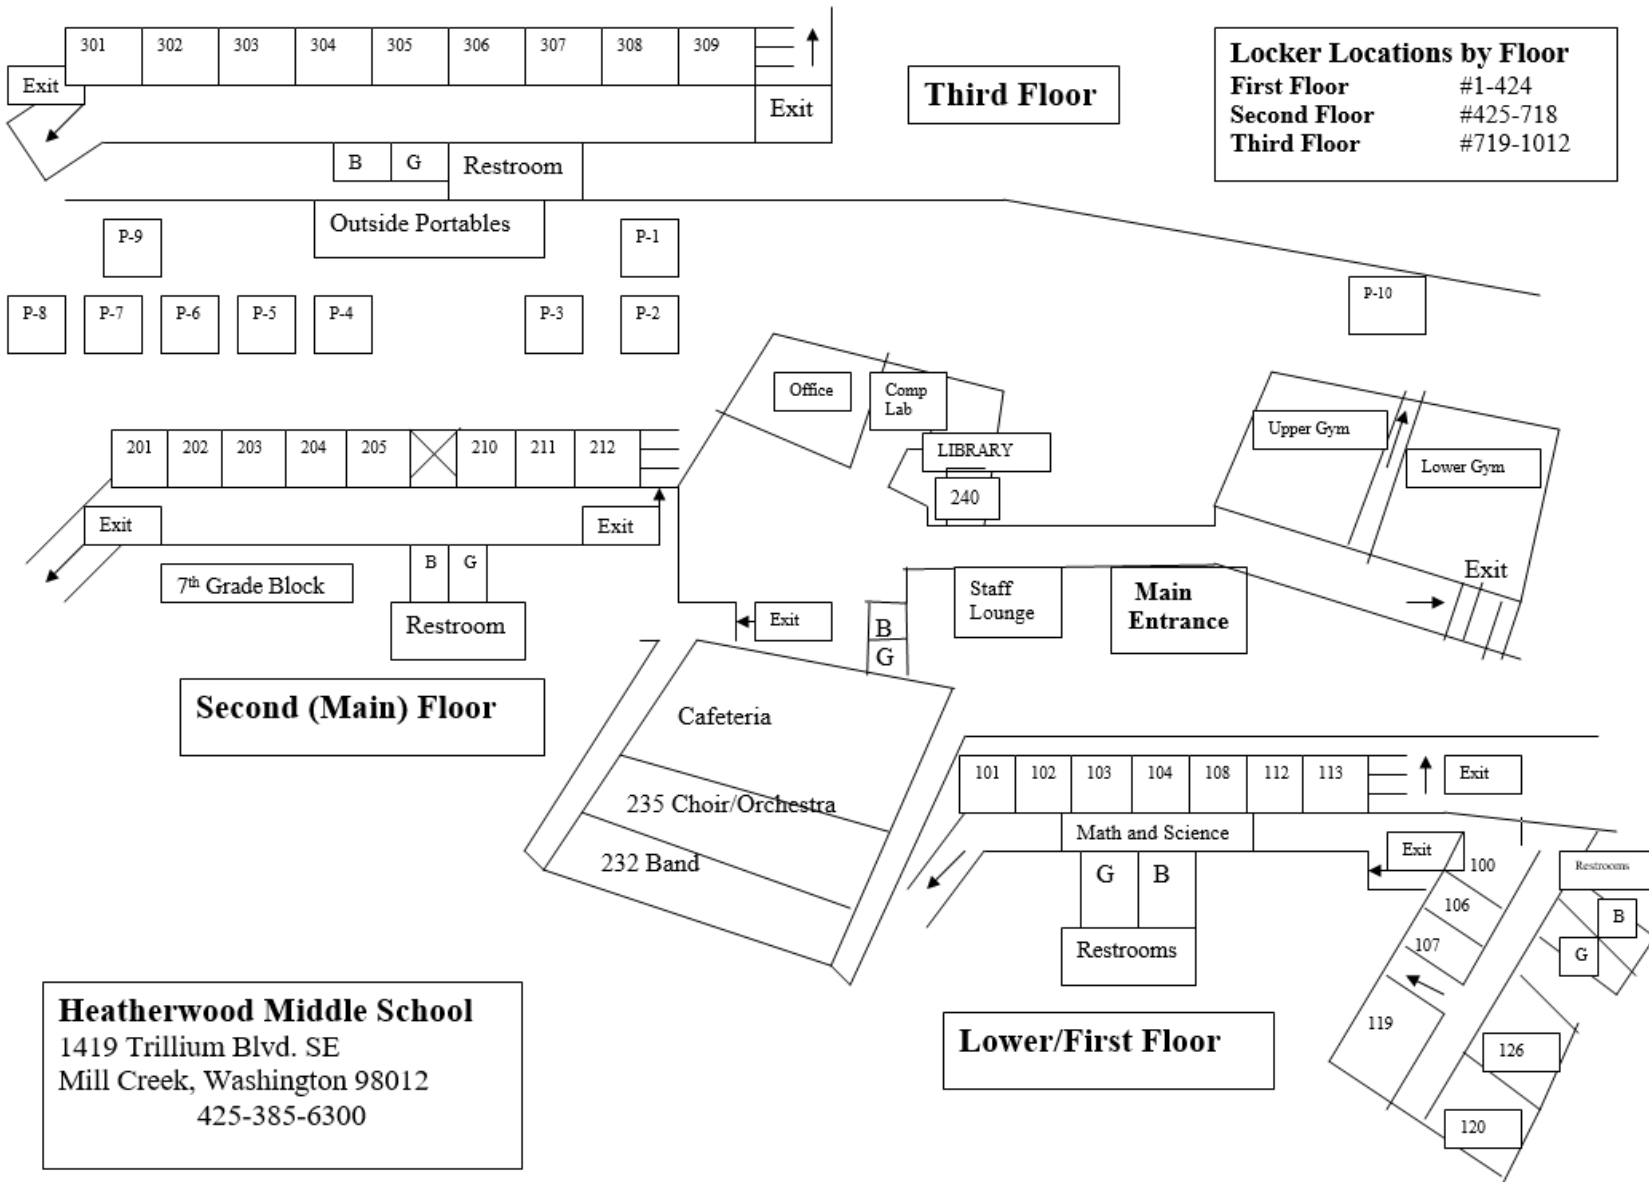 301 302 303 304 305 306 307 308 309
Exit
Exit
B G Restroom
Third Floor
Locker Locations by Floor
First Floor #1-424
Second Floor #425-718
Third Floor #719-1012
Outside Portables
P-9 P-1
P-8 P-7 P-6 P-5 P-4 P-3 P-2
P-10
Office
Comp
Lab
LIBRARY
240
Upper Gym
Lower Gym
Exit
201 202 203 204 205 210 211 212
Exit Exit
B G
7th Grade Block
Restroom
Exit
B
G
Staff
Lounge
Main
Entrance
Second (Main) Floor
Cafeteria
235 Choir/Orchestra
232 Band
101 102 103 104 108 112 113
Exit
Math and Science
Exit
G B
Restrooms
100
106
107
119
Restrooms
B
G
126
120
Lower/First Floor
Heatherwood Middle School
1419 Trillium Blvd. SE
Mill Creek, Washington 98012
425-385-6300